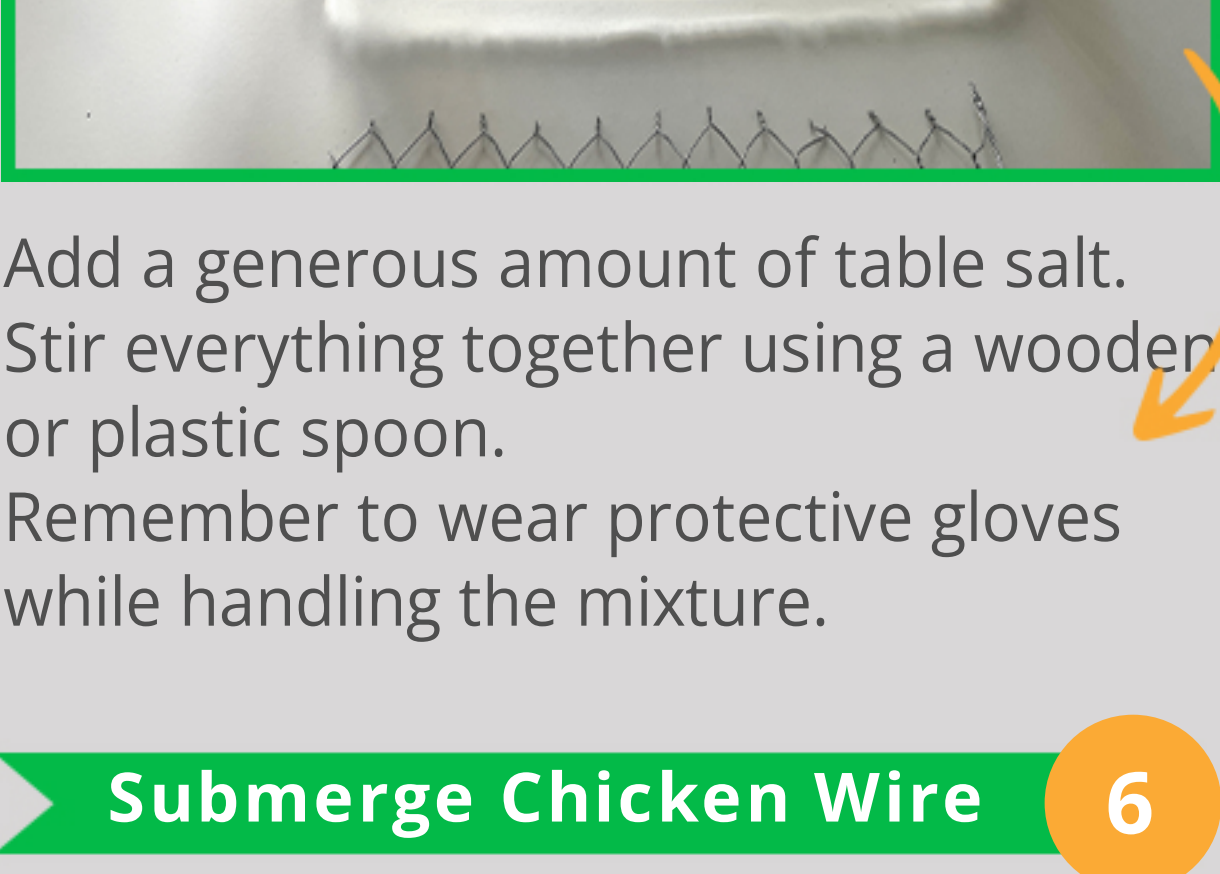 Add a generous amount of table salt.
Stir everything together using a wooden
or plastic spoon.
Remember to wear protective gloves
while handling the mixture.
Submerge Chicken Wire
6